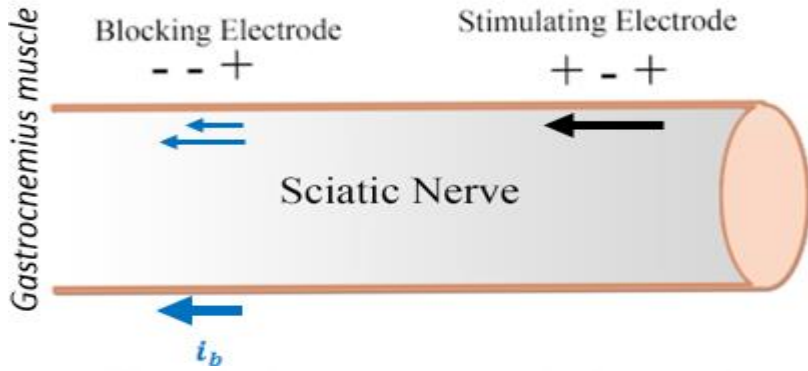 Blocking Electrode
- - +
Stimulating Electrode
+ - +
Gastrocnemius muscle
Sciatic Nerve
i_b